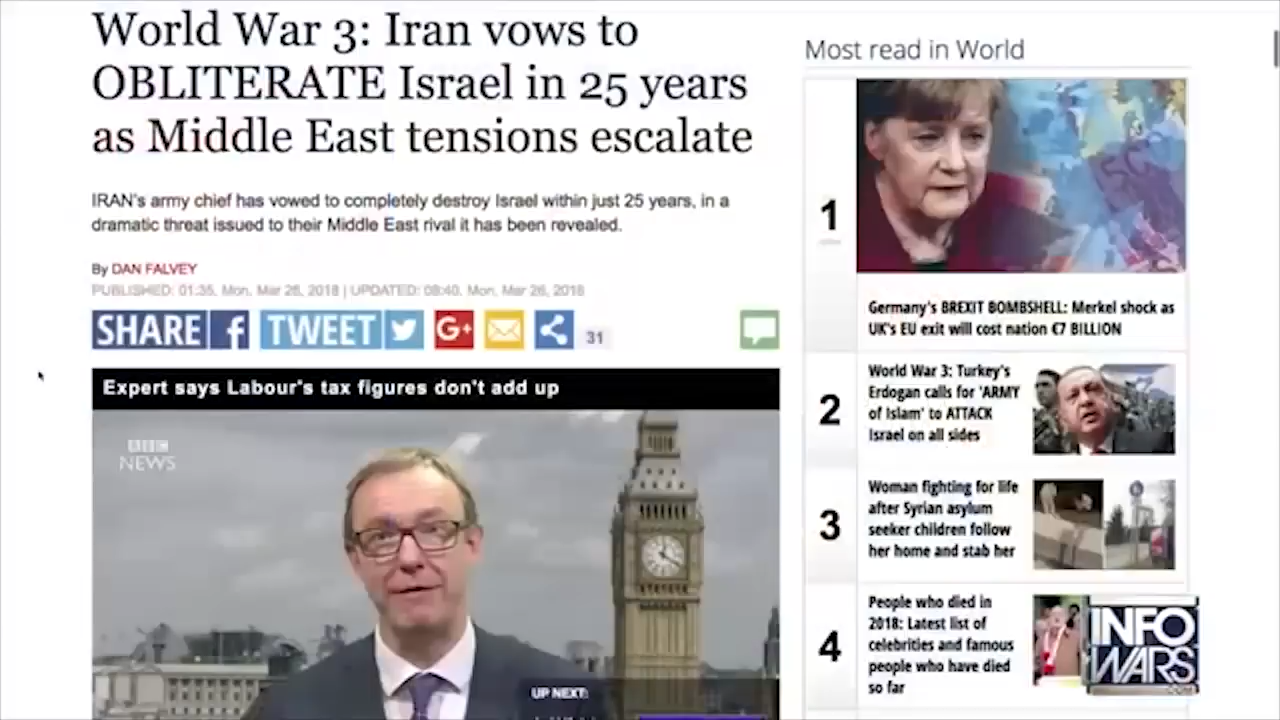 World War 3: Iran vows to
OBLITERATE Israel in 25 years
as Middle East tensions escalate
IRAN's army chief has vowed to completely destroy Israel within just 25 years, in a
dramatic threat issued to their Middle East rival it has been revealed.
By DAN FALVEY
PUBLISHED: 01:35, Mon, Mar 26, 2018 | UPDATED: 08:40, Mon, Mar 26, 2018
SHARE f TWEET G+ 31
Expert says Labour's tax figures don't add up
BBC
NEWS
UP NEXT:
Most read in World
1
Germany's BREXIT BOMBSHELL: Merkel shock as
UK's EU exit will cost nation €7 BILLION
2
World War 3: Turkey's
Erdogan calls for 'ARMY
of Islam' to ATTACK
Israel on all sides
3
Woman fighting for life
after Syrian asylum
seeker children follow
her home and stab her
4
People who died in
2018: Latest list of
celebrities and famous
people who have died
so far
INFO
WARS
.com